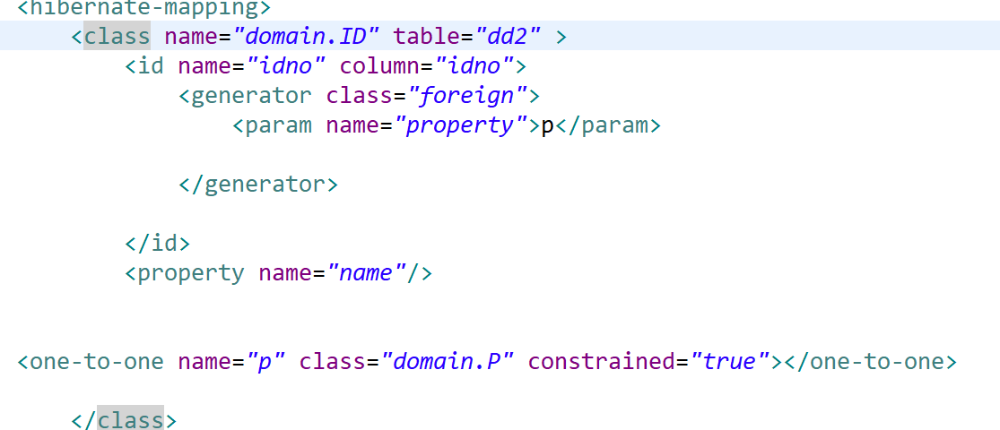 <hibernate-mapping>
<class name="domain.ID" table="dd2" >
<id name="idno" column="idno">
<generator class="foreign">
<param name="property">p</param>
</generator>
</id>
<property name="name"/>
<one-to-one name="p" class="domain.P" constrained="true"></one-to-one>
</class>